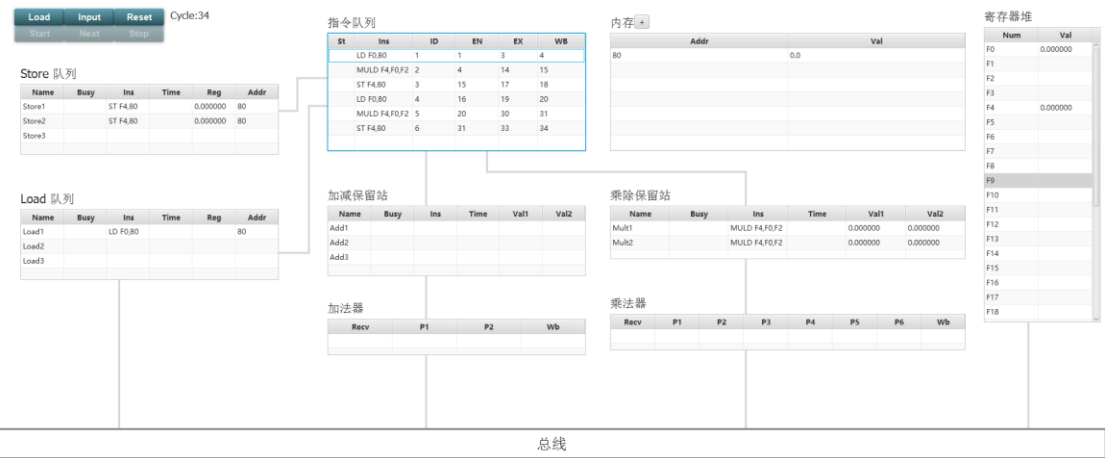 Load Input Reset Cycle:34
Start Next Stop
Store 队列
Name Busy Ins Time Reg Addr
Store1 ST F4,80 0.000000 80
Store2 ST F4,80 0.000000 80
Store3
Load 队列
Name Busy Ins Time Reg Addr
Load1 LD F0,80 80
Load2
Load3
指令队列
St Ins ID EN EX WB
LD F0,80 1 1 3 4
MULD F4,F0,F2 2 4 14 15
ST F4,80 3 15 17 18
LD F0,80 4 16 19 20
MULD F4,F0,F2 5 20 30 31
ST F4,80 6 31 33 34
内存 +
Addr Val
80 0.0
加减保留站
Name Busy Ins Time Val1 Val2
Add1
Add2
Add3
乘除保留站
Name Busy Ins Time Val1 Val2
Mult1 MULD F4,F0,F2 0.000000 0.000000
Mult2 MULD F4,F0,F2 0.000000 0.000000
加法器
Recv P1 P2 Wb
乘法器
Recv P1 P2 P3 P4 P5 P6 Wb
寄存器堆
Num Val
F0 0.000000
F1
F2
F3
F4 0.000000
F5
F6
F7
F8
F9
F10
F11
F12
F13
F14
F15
F16
F17
F18
总线